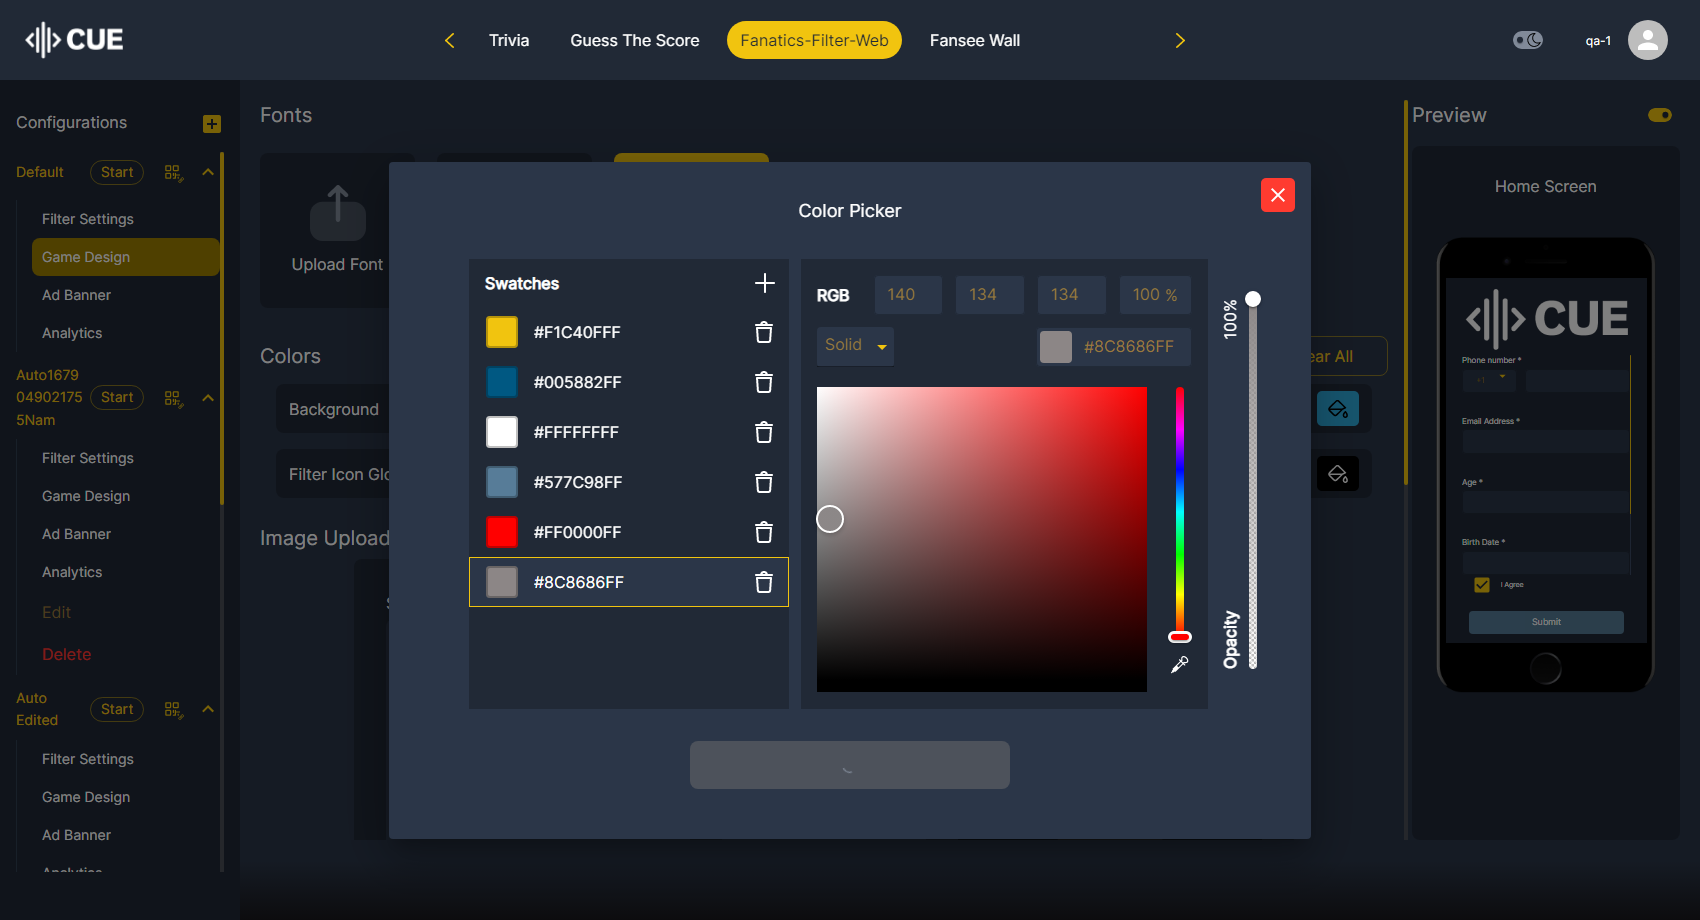 CUE
Trivia
Guess The Score
Fanatics-Filter-Web
Fansee Wall
qa-1
Configurations
Default
Start
Filter Settings
Game Design
Ad Banner
Analytics
Auto1679
04902175
5Nam
Start
Filter Settings
Game Design
Ad Banner
Analytics
Edit
Delete
Auto
Edited
Start
Filter Settings
Game Design
Ad Banner
Analytics
Fonts
Upload Font
Colors
Background
Filter Icon Glo
Image Upload
ear All
Color Picker
Swatches
#F1C40FFF
#005882FF
#FFFFFFFF
#577C98FF
#FF0000FF
#8C8686FF
RGB
140
134
134
100 %
Solid
#8C8686FF
100%
Opacity
Preview
Home Screen
CUE
Phone number *
+1
Email Address *
Age *
Birth Date *
I Agree
Submit